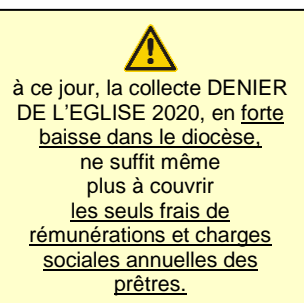 à ce jour, la collecte DENIER
DE L'EGLISE 2020, en forte
baisse dans le diocèse,
ne suffit même
plus à couvrir
les seuls frais de
rémunérations et charges
sociales annuelles des
prêtres.